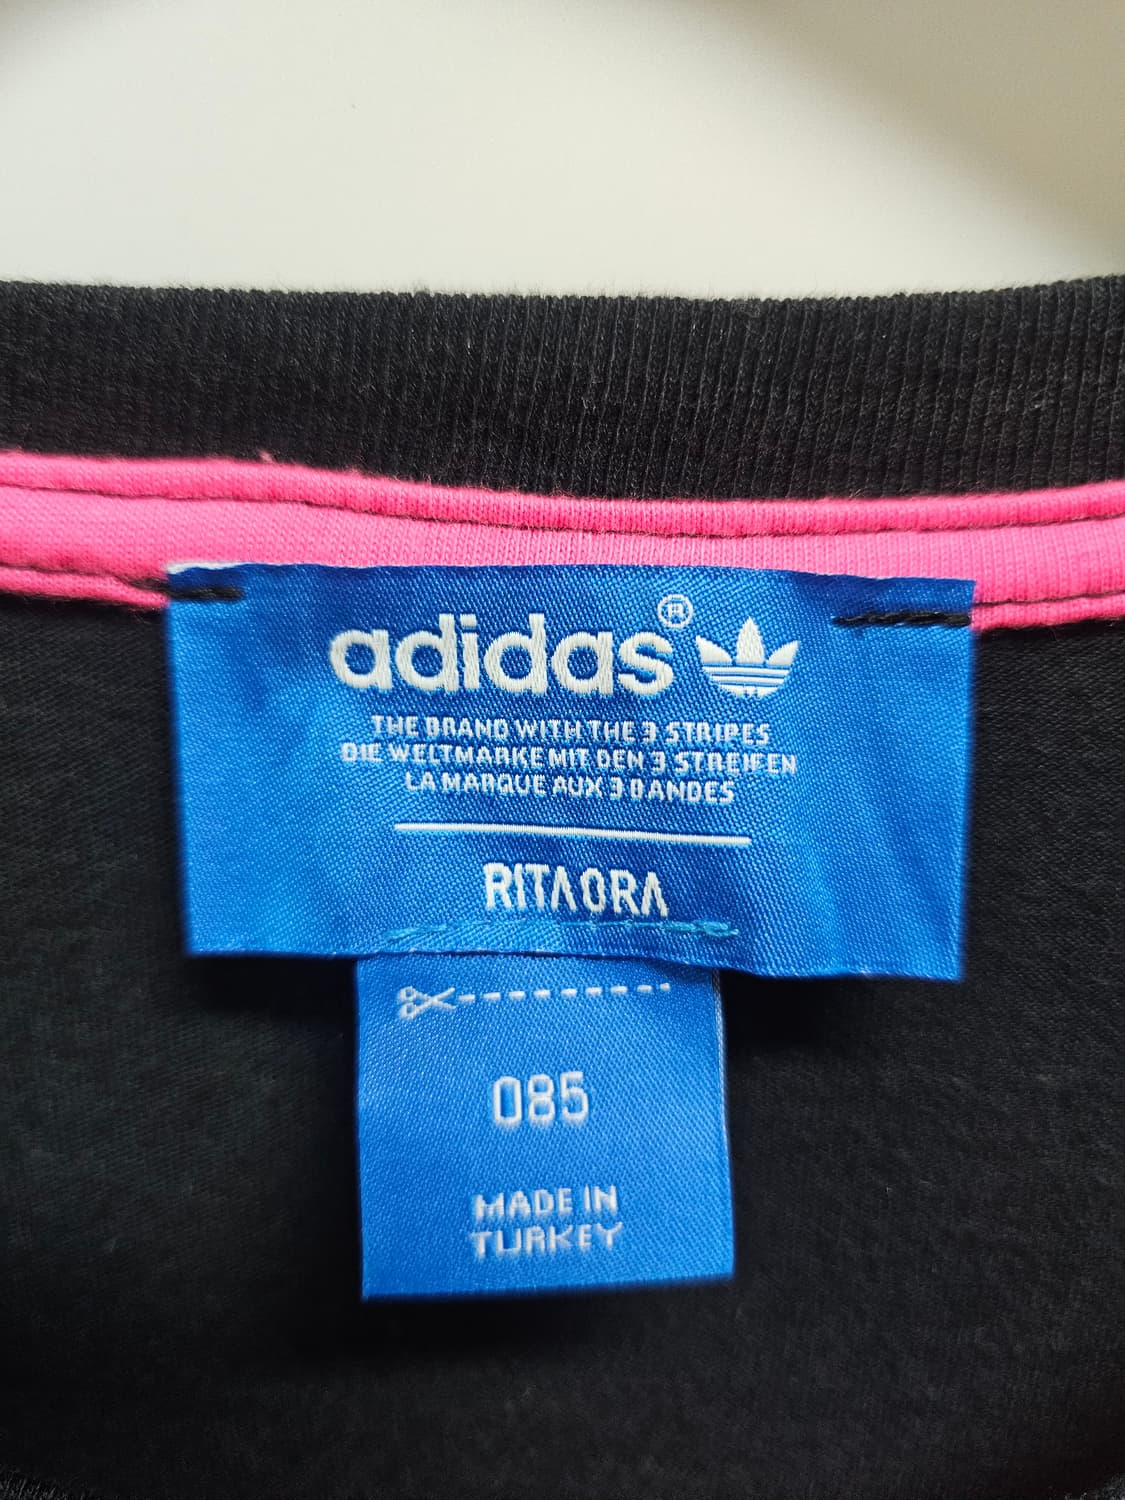 adidas®
THE BRAND WITH THE 3 STRIPES
DIE WELTMARKE MIT DEN 3 STREIFEN
LA MARQUE AUX 3 BANDES
RITA ORA
085
MADE IN
TURKEY